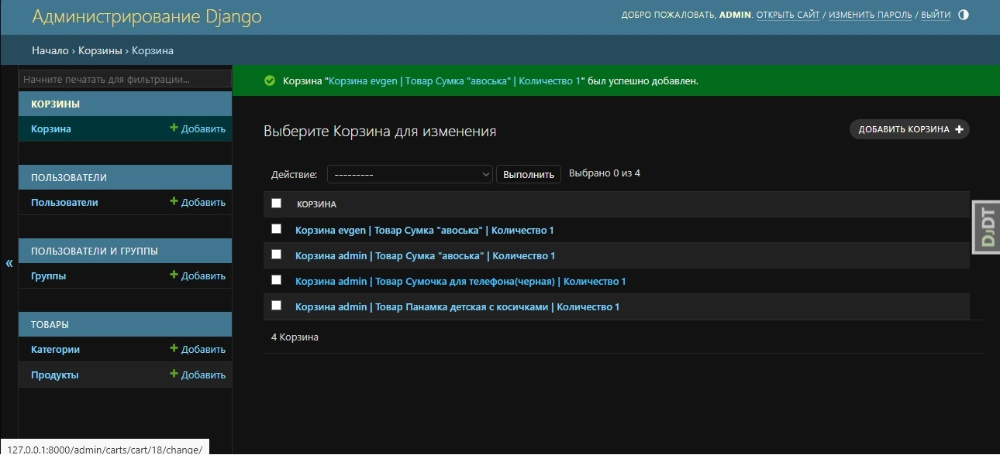 Администрирование Django
ДОБРО ПОЖАЛОВАТЬ, ADMIN. ОТКРЫТЬ САЙТ / ИЗМЕНИТЬ ПАРОЛЬ / ВЫЙТИ
Начало › Корзины › Корзина
Начните печатать для фильтрации...
КОРЗИНЫ
Корзина + Добавить
ПОЛЬЗОВАТЕЛИ
Пользователи + Добавить
ПОЛЬЗОВАТЕЛИ И ГРУППЫ
Группы + Добавить
ТОВАРЫ
Категории + Добавить
Продукты + Добавить
«
Корзина "Корзина evgen | Товар Сумка "авоська" | Количество 1" был успешно добавлен.
Выберите Корзина для изменения
ДОБАВИТЬ КОРЗИНА +
Действие: --------- Выполнить Выбрано 0 из 4
КОРЗИНА
Корзина evgen | Товар Сумка "авоська" | Количество 1
Корзина admin | Товар Сумка "авоська" | Количество 1
Корзина admin | Товар Сумочка для телефона(черная) | Количество 1
Корзина admin | Товар Панамка детская с косичками | Количество 1
4 Корзина
DJDT
127.0.0.1:8000/admin/carts/cart/18/change/